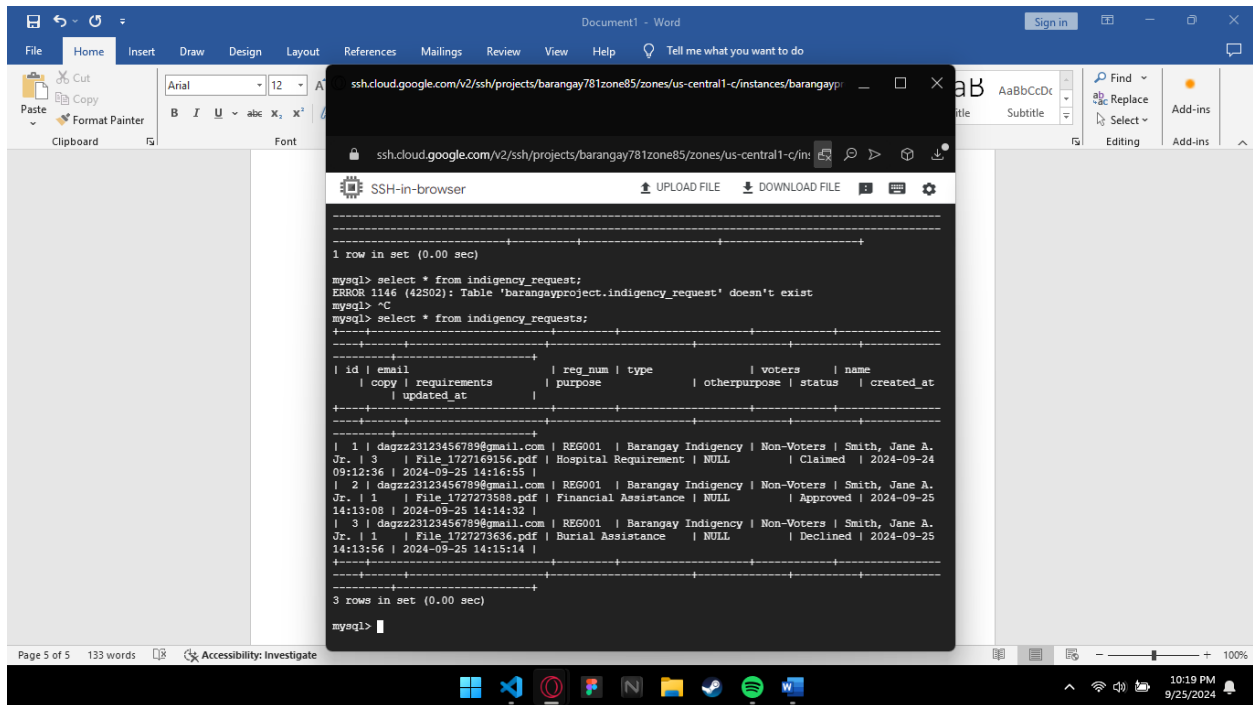 Document1 - Word
Sign in
File Home Insert Draw Design Layout References Mailings Review View Help Tell me what you want to do
Paste
Cut
Copy
Format Painter
Clipboard
Arial 12
B I U abc X₂ X²
Font
AaBbCcDc
Subtitle
Find
Replace
Select
Editing
Add-ins
Add-ins
ssh.cloud.google.com/v2/ssh/projects/barangay781zone85/zones/us-central1-c/instances/barangaypr
ssh.cloud.google.com/v2/ssh/projects/barangay781zone85/zones/us-central1-c/in
SSH-in-browser UPLOAD FILE DOWNLOAD FILE
1 row in set (0.00 sec)
mysql> select * from indigency_request;
ERROR 1146 (42S02): Table 'barangayproject.indigency_request' doesn't exist
mysql> ^C
mysql> select * from indigency_requests;
| id | email | reg_num | type | voters | name
| copy | requirements | purpose | otherpurpose | status | created_at
| updated_at |
| 1 | dagzz23123456789@gmail.com | REG001 | Barangay Indigency | Non-Voters | Smith, Jane A.
Jr. | 3 | File_1727169156.pdf | Hospital Requirement | NULL | Claimed | 2024-09-24
09:12:36 | 2024-09-25 14:16:55 |
| 2 | dagzz23123456789@gmail.com | REG001 | Barangay Indigency | Non-Voters | Smith, Jane A.
Jr. | 1 | File_1727273588.pdf | Financial Assistance | NULL | Approved | 2024-09-25
14:13:08 | 2024-09-25 14:14:32 |
| 3 | dagzz23123456789@gmail.com | REG001 | Barangay Indigency | Non-Voters | Smith, Jane A.
Jr. | 1 | File_1727273636.pdf | Burial Assistance | NULL | Declined | 2024-09-25
14:13:56 | 2024-09-25 14:15:14 |
3 rows in set (0.00 sec)
mysql>
Page 5 of 5 133 words Accessibility: Investigate
100%
10:19 PM
9/25/2024